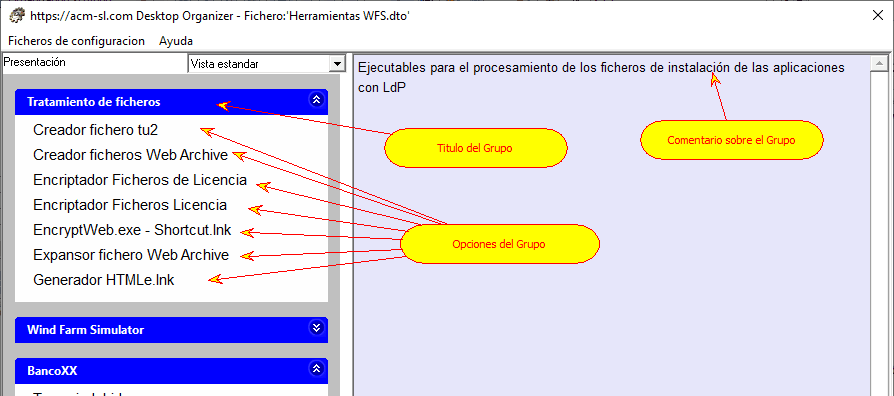 https://acm-sl.com Desktop Organizer - Fichero:'Herramientas WFS.dto'
Ficheros de configuracion Ayuda
Presentación Vista estandar
Ejecutables para el procesamiento de los ficheros de instalación de las aplicaciones
con LdP
Tratamiento de ficheros
Creador fichero tu2
Creador ficheros Web Archive
Encriptador Ficheros de Licencia
Encriptador Ficheros Licencia
EncryptWeb.exe - Shortcut.lnk
Expansor fichero Web Archive
Generador HTMLe.lnk
Titulo del Grupo
Comentario sobre el Grupo
Opciones del Grupo
Wind Farm Simulator
BancoXX